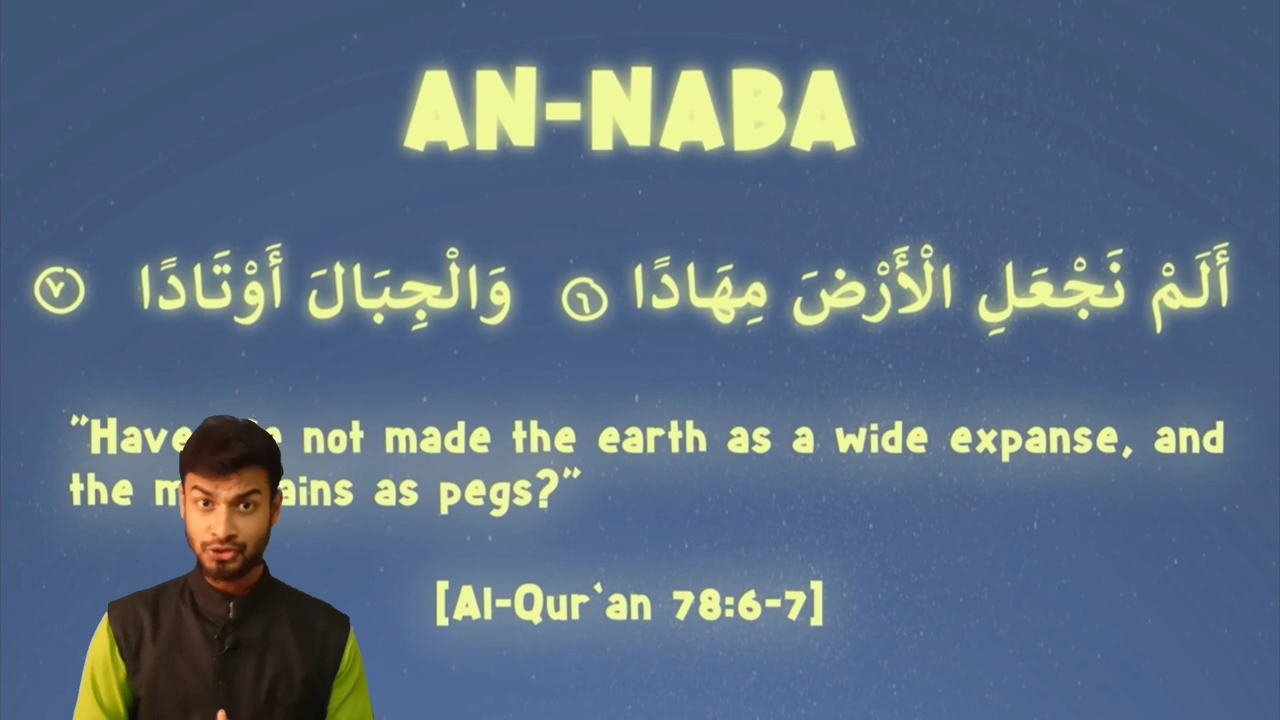 AN-NABA
أَلَمْ نَجْعَلِ الْأَرْضَ مِهَادًا ٦ وَالْجِبَالَ أَوْتَادًا ٧
"Have not made the earth as a wide expanse, and
the as pegs?"
[Al-Qur'an 78:6-7]